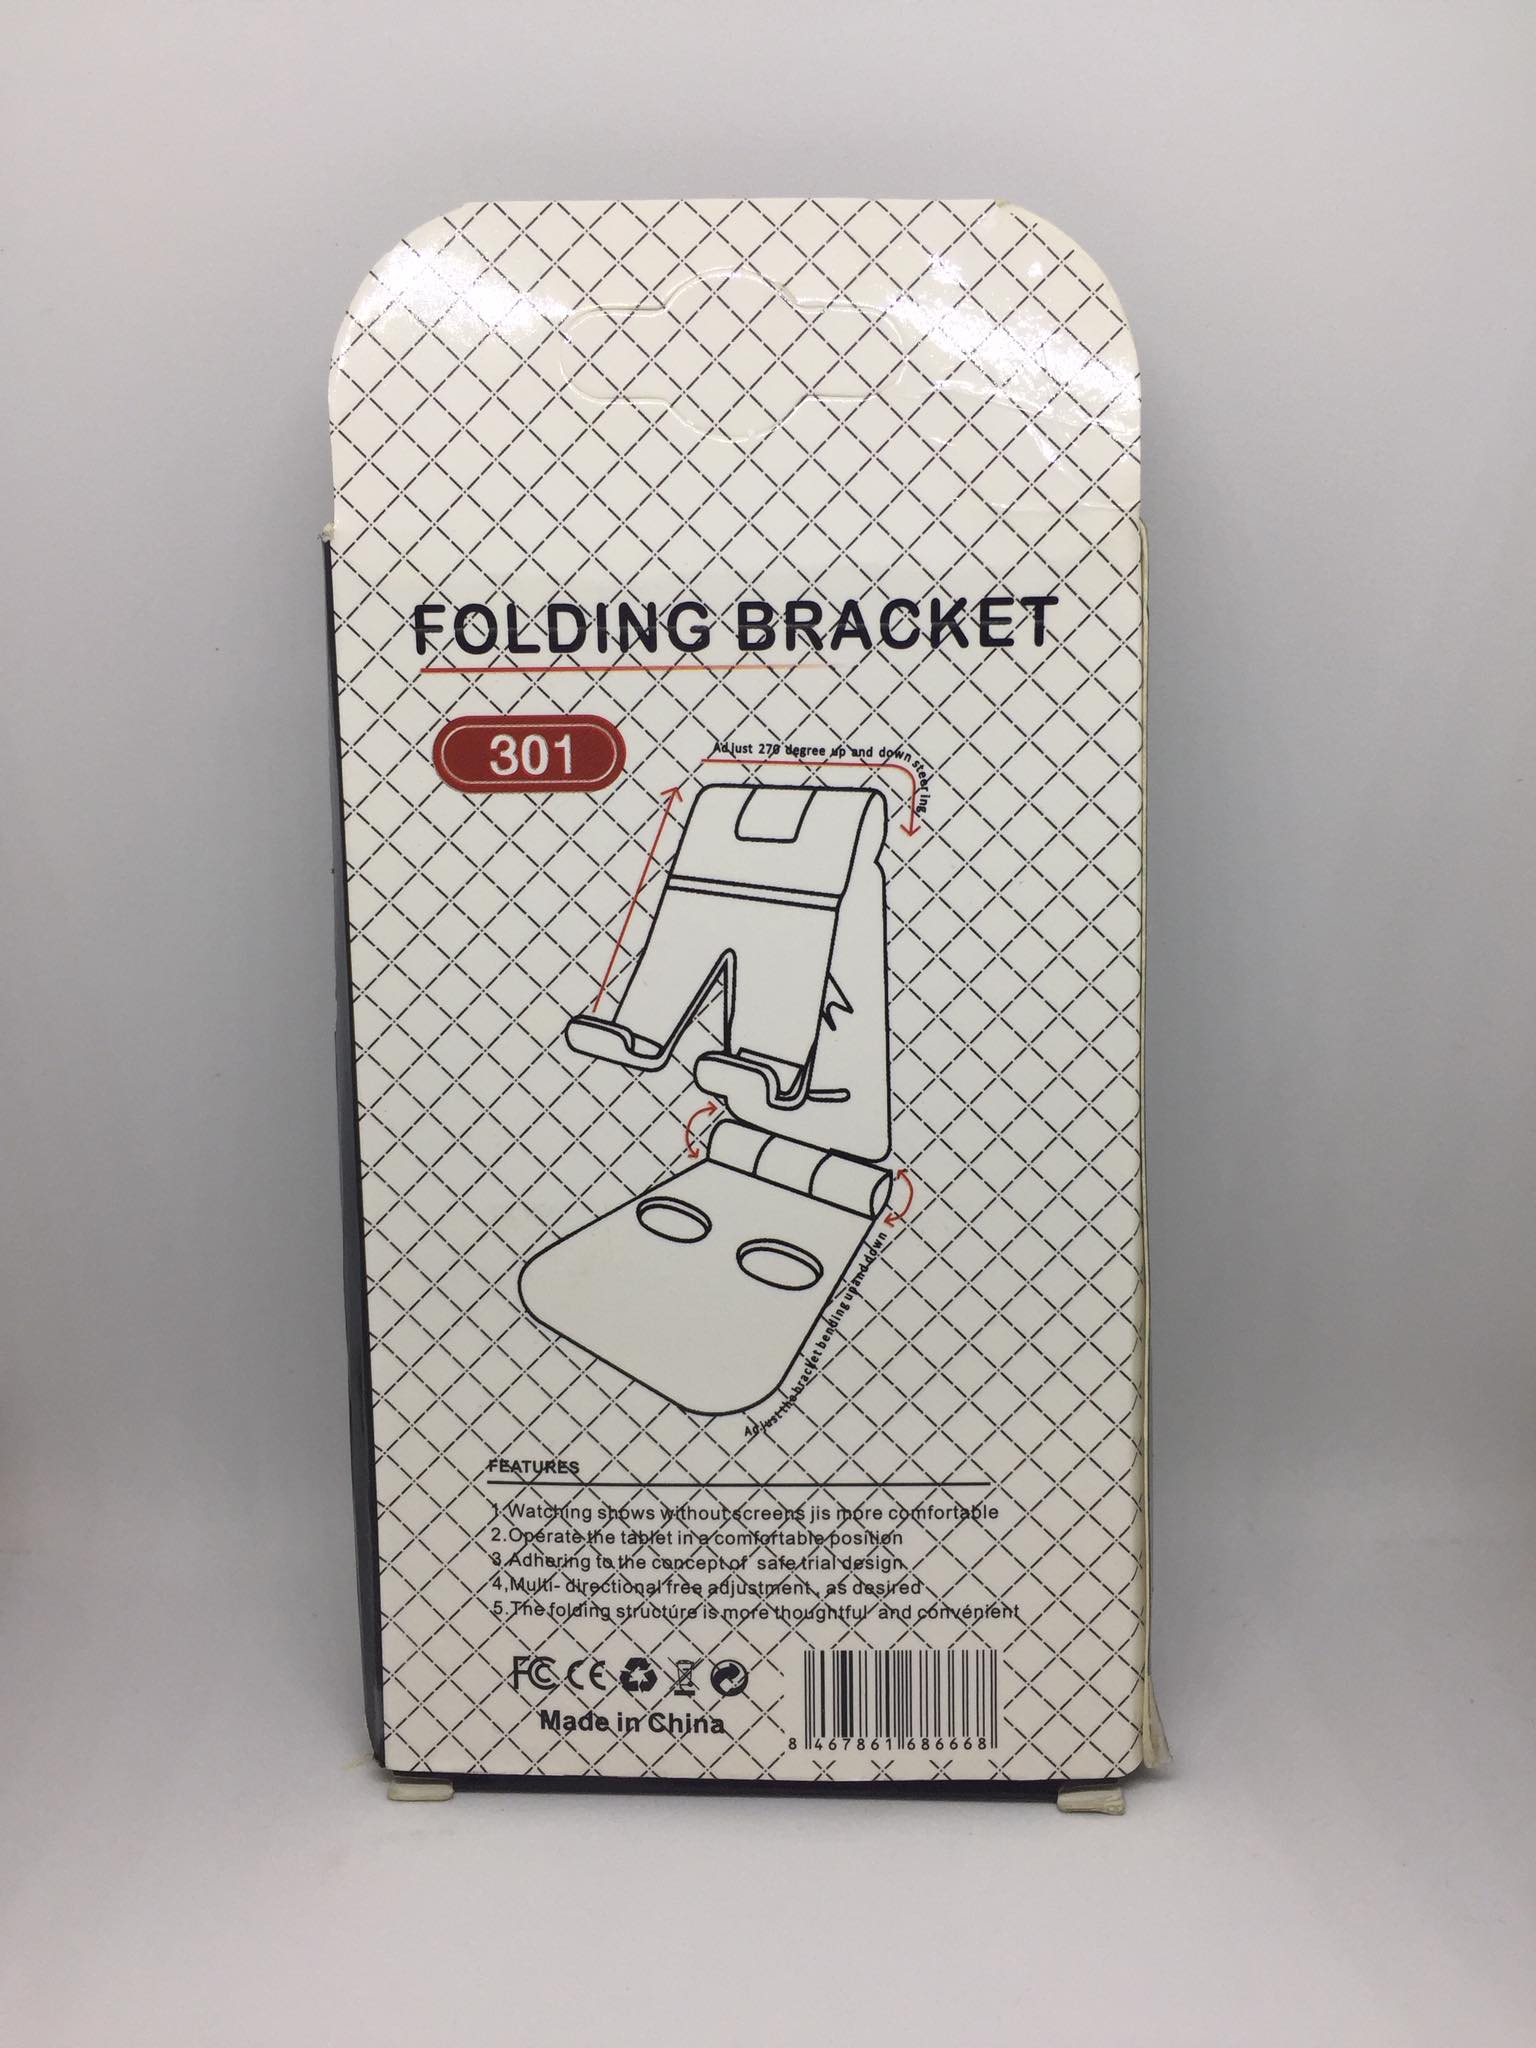 FOLDING BRACKET
301
Adjust 270 degree up and down steering
Adjust the bracket bending upanddown
FEATURES
1.Watching shows without screens jis more comfortable
2.Operate the tablet in a comfortable position
3.Adhering to the concept of safe trial design
4,Multi- directional free adjustment , as desired
5.The folding structure is more thoughtful and convenient
FC CE
Made in China
8 467861 686668